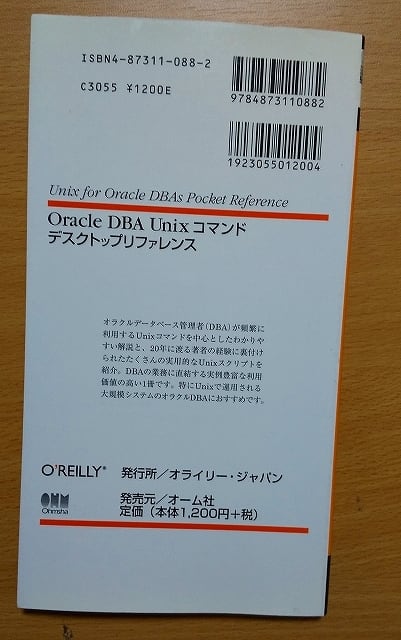 ISBN4-87311-088-2
C3055 ¥1200E
9784873110882
1923055012004
Unix for Oracle DBAs Pocket Reference
Oracle DBA Unix コマンド
デスクトップリファレンス
オラクルデータベース管理者(DBA)が頻繁に
利用するUnixコマンドを中心としたわかりや
すい解説と、20年に渡る著者の経験に裏付け
られたたくさんの実用的なUnixスクリプトを
紹介。DBAの業務に直結する実例豊富な利用
価値の高い1冊です。特にUnixで運用される
大規模システムのオラクルDBAにおすすめです。
O'REILLY® 発行所/オライリー・ジャパン
OHM
Ohmsha
発売元/オーム社
定価(本体1,200円+税)